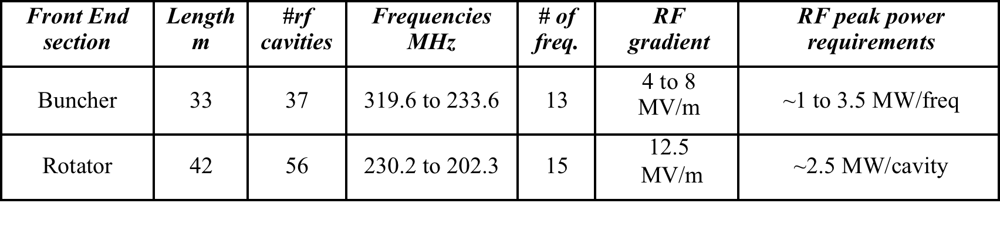 Front End section	Length m	#rf cavities	Frequencies MHz	# of freq.	RF gradient	RF peak power requirements
Buncher	33	37	319.6 to 233.6	13	4 to 8 MV/m	~1 to 3.5 MW/freq
Rotator	42	56	230.2 to 202.3	15	12.5 MV/m	~2.5 MW/cavity